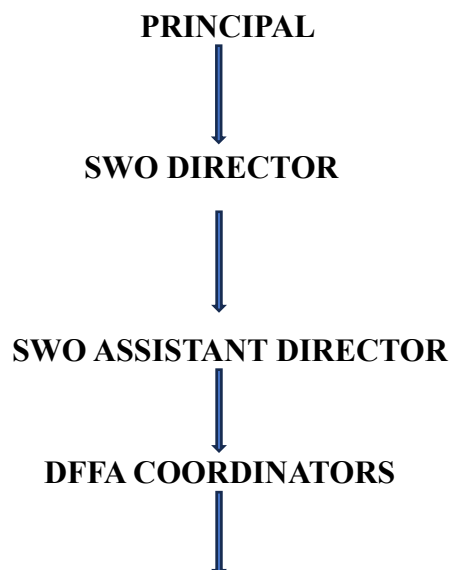 PRINCIPAL
SWO DIRECTOR
SWO ASSISTANT DIRECTOR
DFFA COORDINATORS